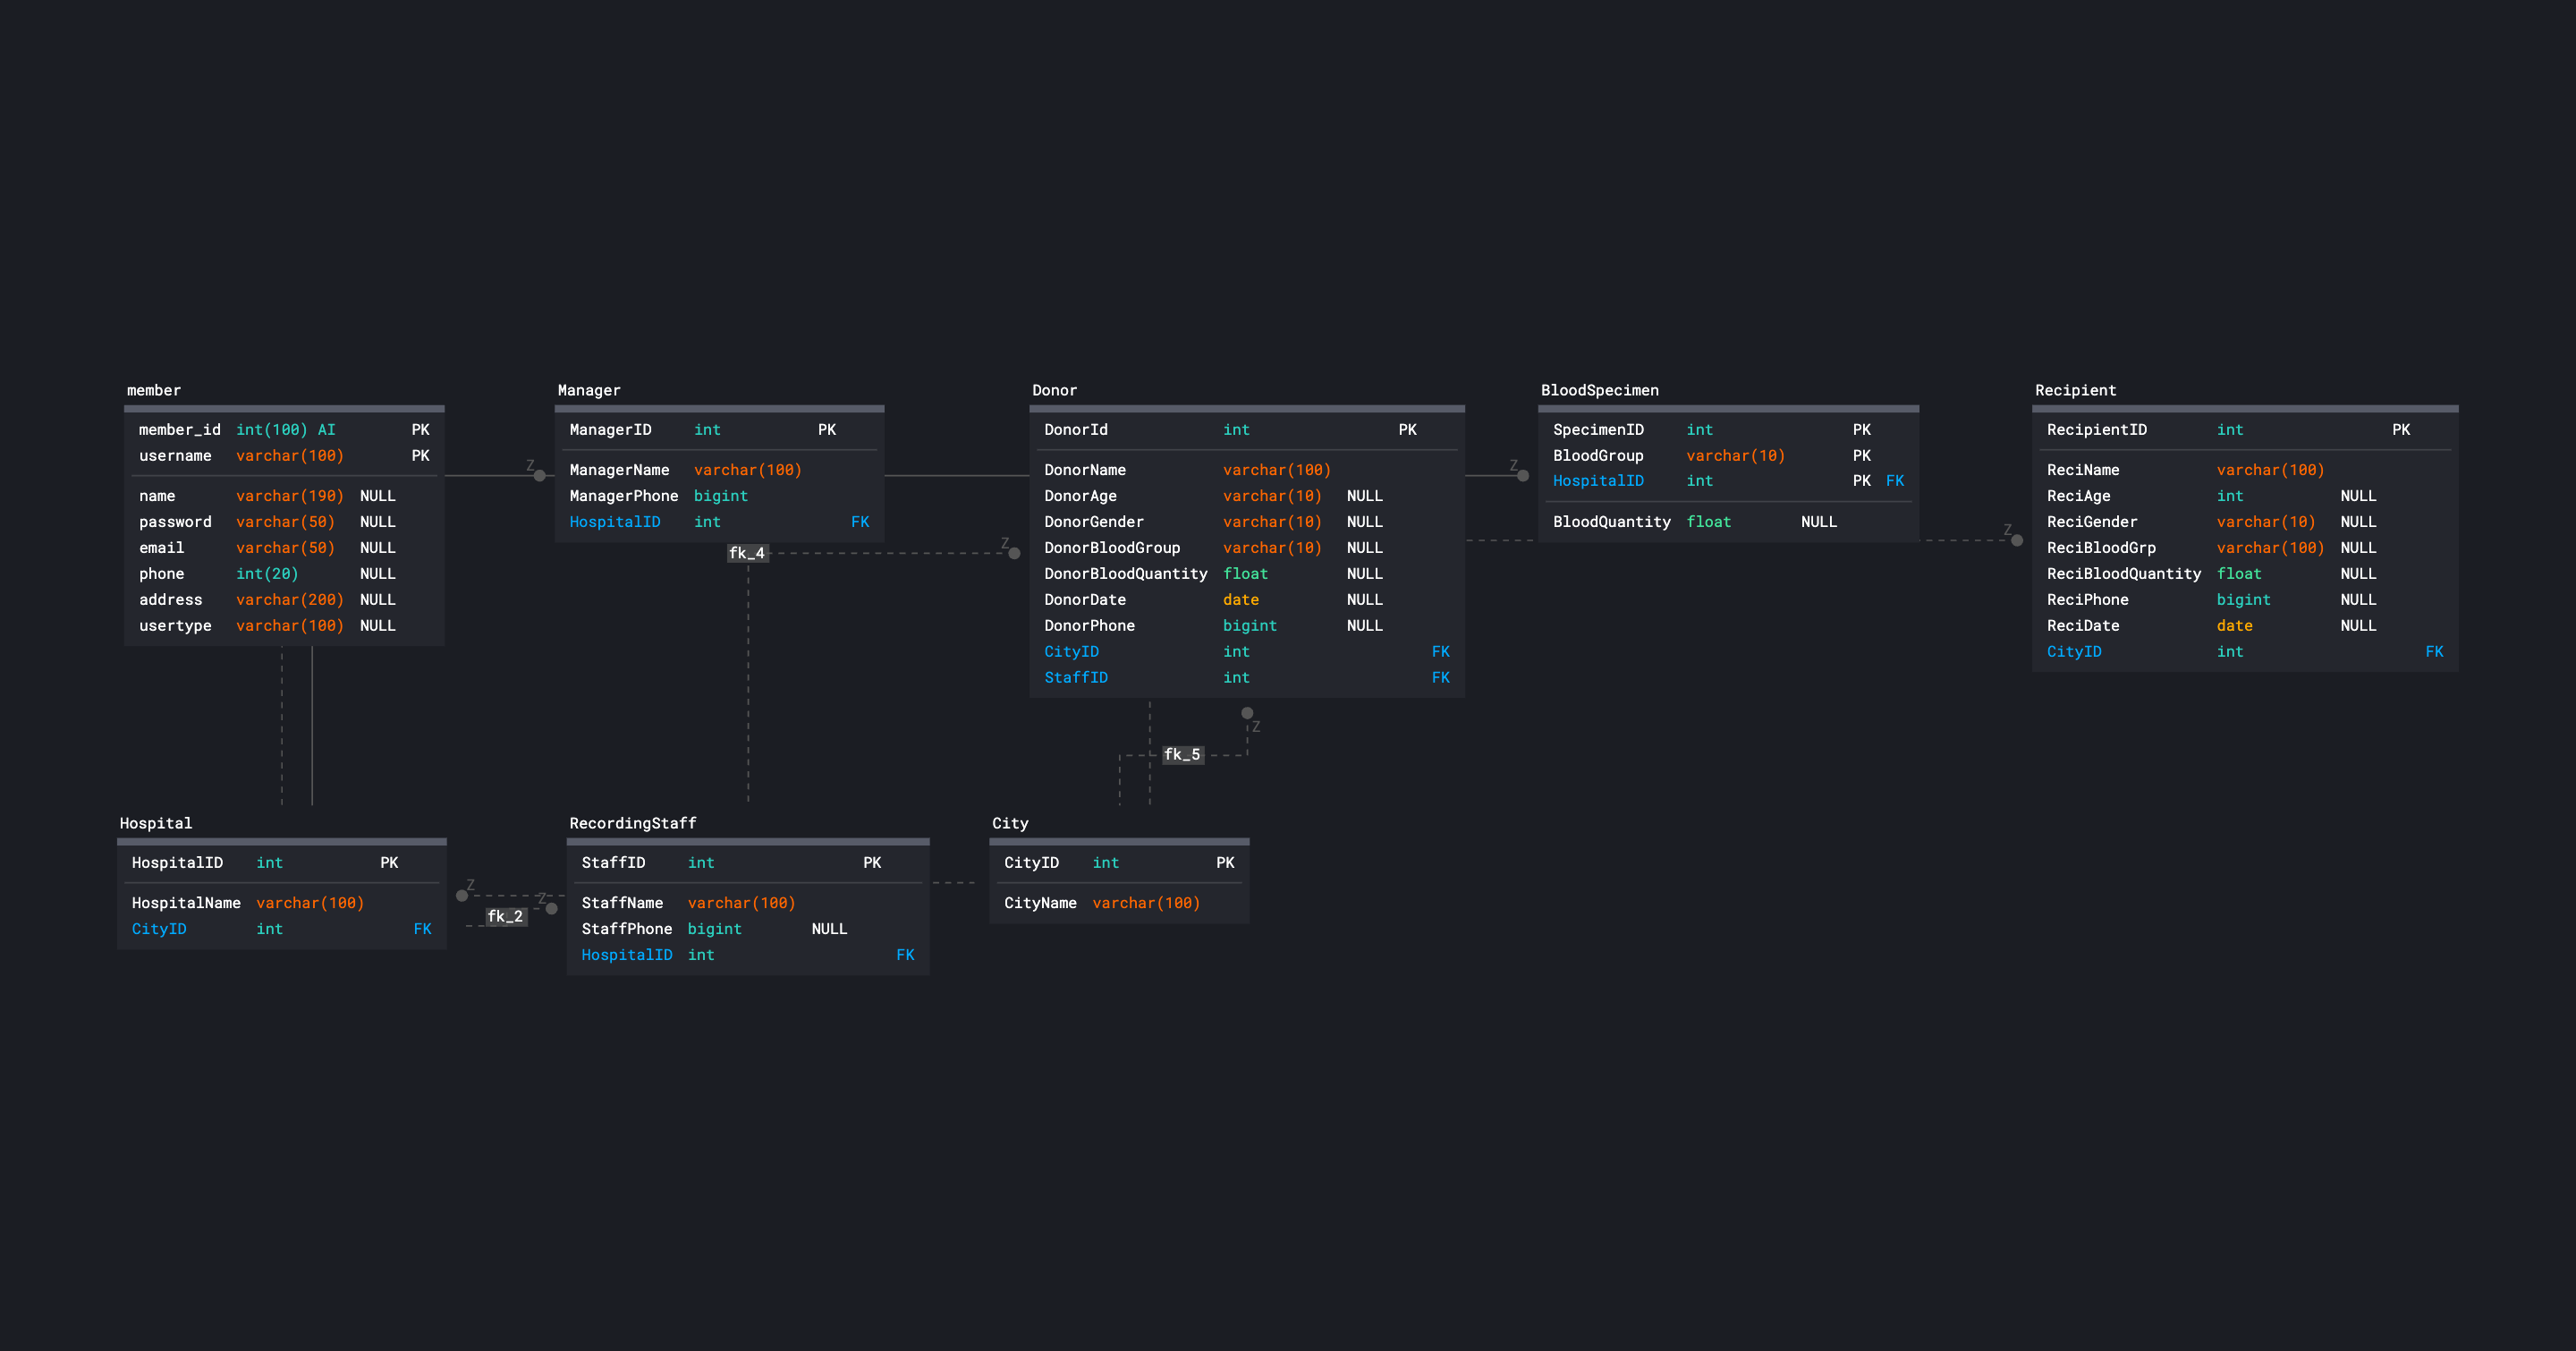 member
member_id int(100) AI PK
username varchar(100) PK
name varchar(190) NULL
password varchar(50) NULL
email varchar(50) NULL
phone int(20) NULL
address varchar(200) NULL
usertype varchar(100) NULL
Z
Manager
ManagerID int PK
ManagerName varchar(100)
ManagerPhone bigint
HospitalID int FK
fk_4
Z
Donor
DonorId int PK
DonorName varchar(100)
DonorAge varchar(10) NULL
DonorGender varchar(10) NULL
DonorBloodGroup varchar(10) NULL
DonorBloodQuantity float NULL
DonorDate date NULL
DonorPhone bigint NULL
CityID int FK
StaffID int FK
Z
BloodSpecimen
SpecimenID int PK
BloodGroup varchar(10) PK
HospitalID int PK FK
BloodQuantity float NULL
Z
Recipient
RecipientID int PK
ReciName varchar(100)
ReciAge int NULL
ReciGender varchar(10) NULL
ReciBloodGrp varchar(100) NULL
ReciBloodQuantity float NULL
ReciPhone bigint NULL
ReciDate date NULL
CityID int FK
Z
fk_5
Hospital
HospitalID int PK
HospitalName varchar(100)
CityID int FK
Z
Z
fk_2
RecordingStaff
StaffID int PK
StaffName varchar(100)
StaffPhone bigint NULL
HospitalID int FK
City
CityID int PK
CityName varchar(100)